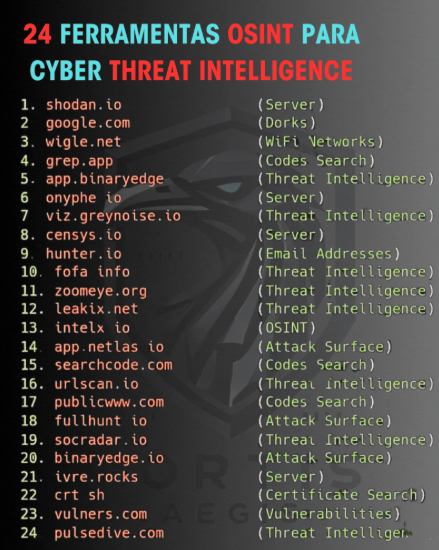 24 FERRAMENTAS OSINT PARA
CYBER THREAT INTELLIGENCE
1. shodan.io (Server)
2 google.com (Dorks)
3. wigle.net (WiFi Networks)
4. grep.app (Codes Search)
5. app.binaryedge (Threat Intelligence)
6 onyphe io (Server)
7 viz.greynoise.io (Threat Intelligence)
8. censys.io (Server)
9. hunter.io (Email Addresses)
10. fofa info (Threat Intelligence)
11. zoomeye.org (Threat Intelligence)
12. leakix.net (Threat Intelligence)
13. intelx io (OSINT)
14. app.netlas io (Attack Surface)
15. searchcode.com (Codes Search)
16. urlscan.io (Threat Intelligence)
17 publicwww.com (Codes Search)
18 fullhunt io (Attack Surface)
19. socradar.io (Threat Intelligence)
20. binaryedge.io (Attack Surface)
21. ivre.rocks (Server)
22 crt sh (Certificate Search)
23. vulners.com (Vulnerabilities)
24 pulsedive.com (Threat Intelligen
AEGIS